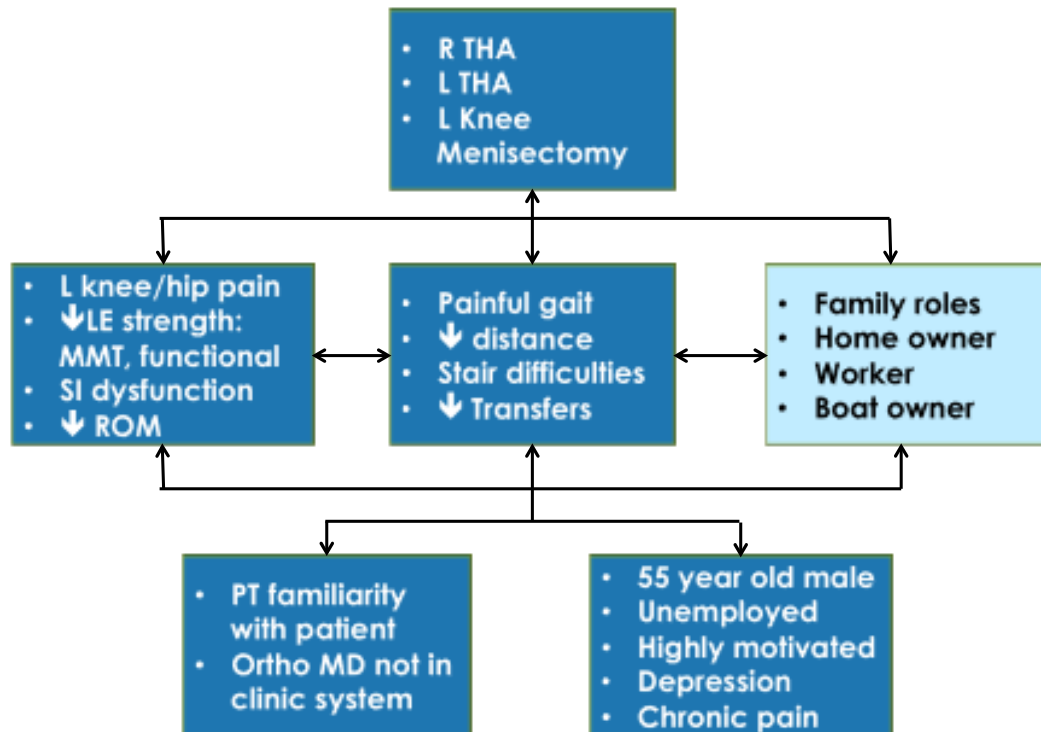 • R THA
• L THA
• L Knee
Menisectomy
• L knee/hip pain
• 🡻LE strength:
MMT, functional
• SI dysfunction
• 🡻 ROM
• Painful gait
• 🡻 distance
• Stair difficulties
• 🡻 Transfers
• Family roles
• Home owner
• Worker
• Boat owner
• PT familiarity
with patient
• Ortho MD not in
clinic system
• 55 year old male
• Unemployed
• Highly motivated
• Depression
• Chronic pain